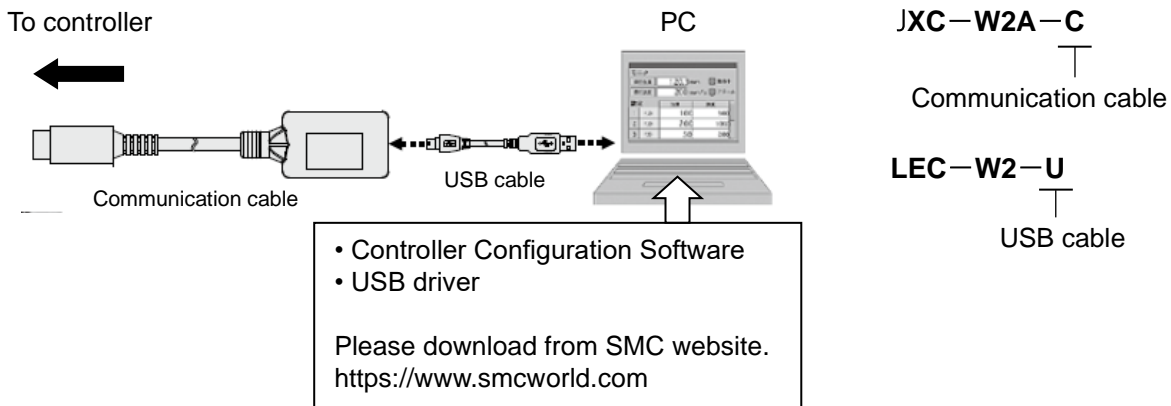 To controller
PC
JXC－W2A－C
Communication cable
LEC－W2－U
USB cable
Communication cable
USB cable
• Controller Configuration Software
• USB driver
Please download from SMC website.
https://www.smcworld.com